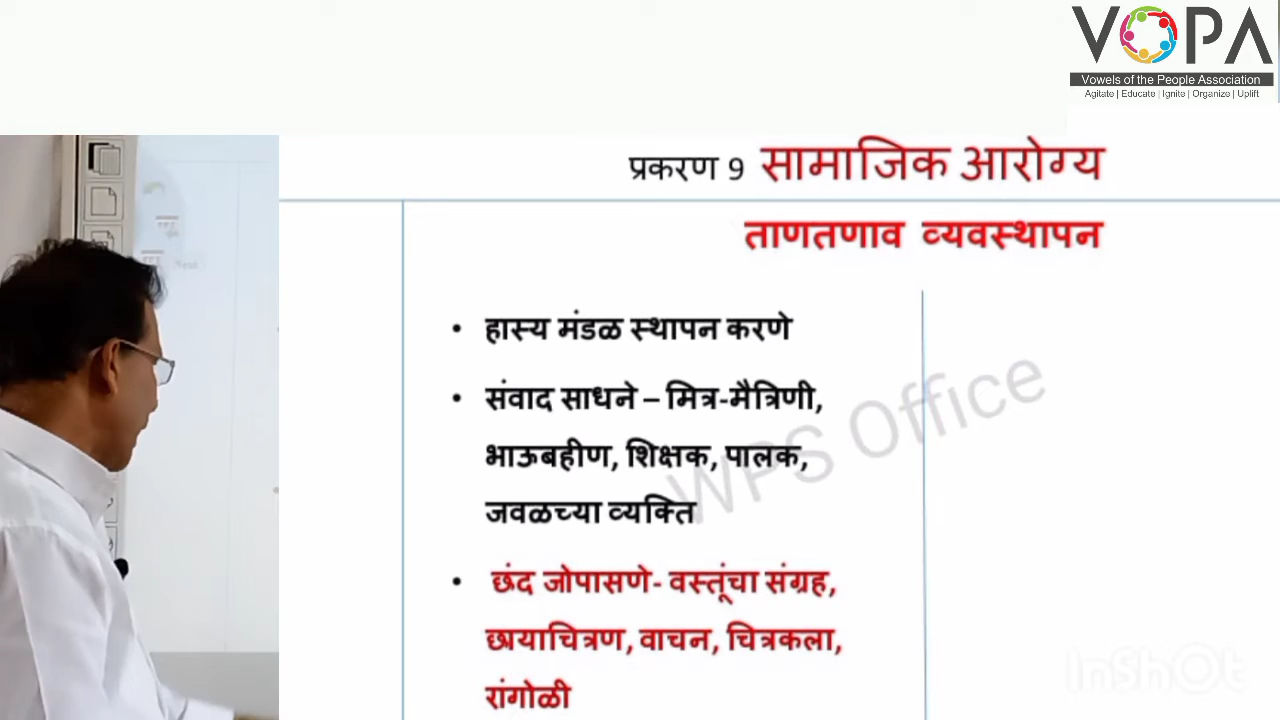 VOPA
Vowels of the People Association
Agitate | Educate | Ignite | Organize | Uplift
प्रकरण 9 सामाजिक आरोग्य
ताणतणाव व्यवस्थापन
• हास्य मंडळ स्थापन करणे
• संवाद साधने – मित्र-मैत्रिणी,
भाऊबहीण, शिक्षक, पालक,
जवळच्या व्यक्ति
• छंद जोपासणे- वस्तूंचा संग्रह,
छायाचित्रण, वाचन, चित्रकला,
रांगोळी
WPS Office
InShOt